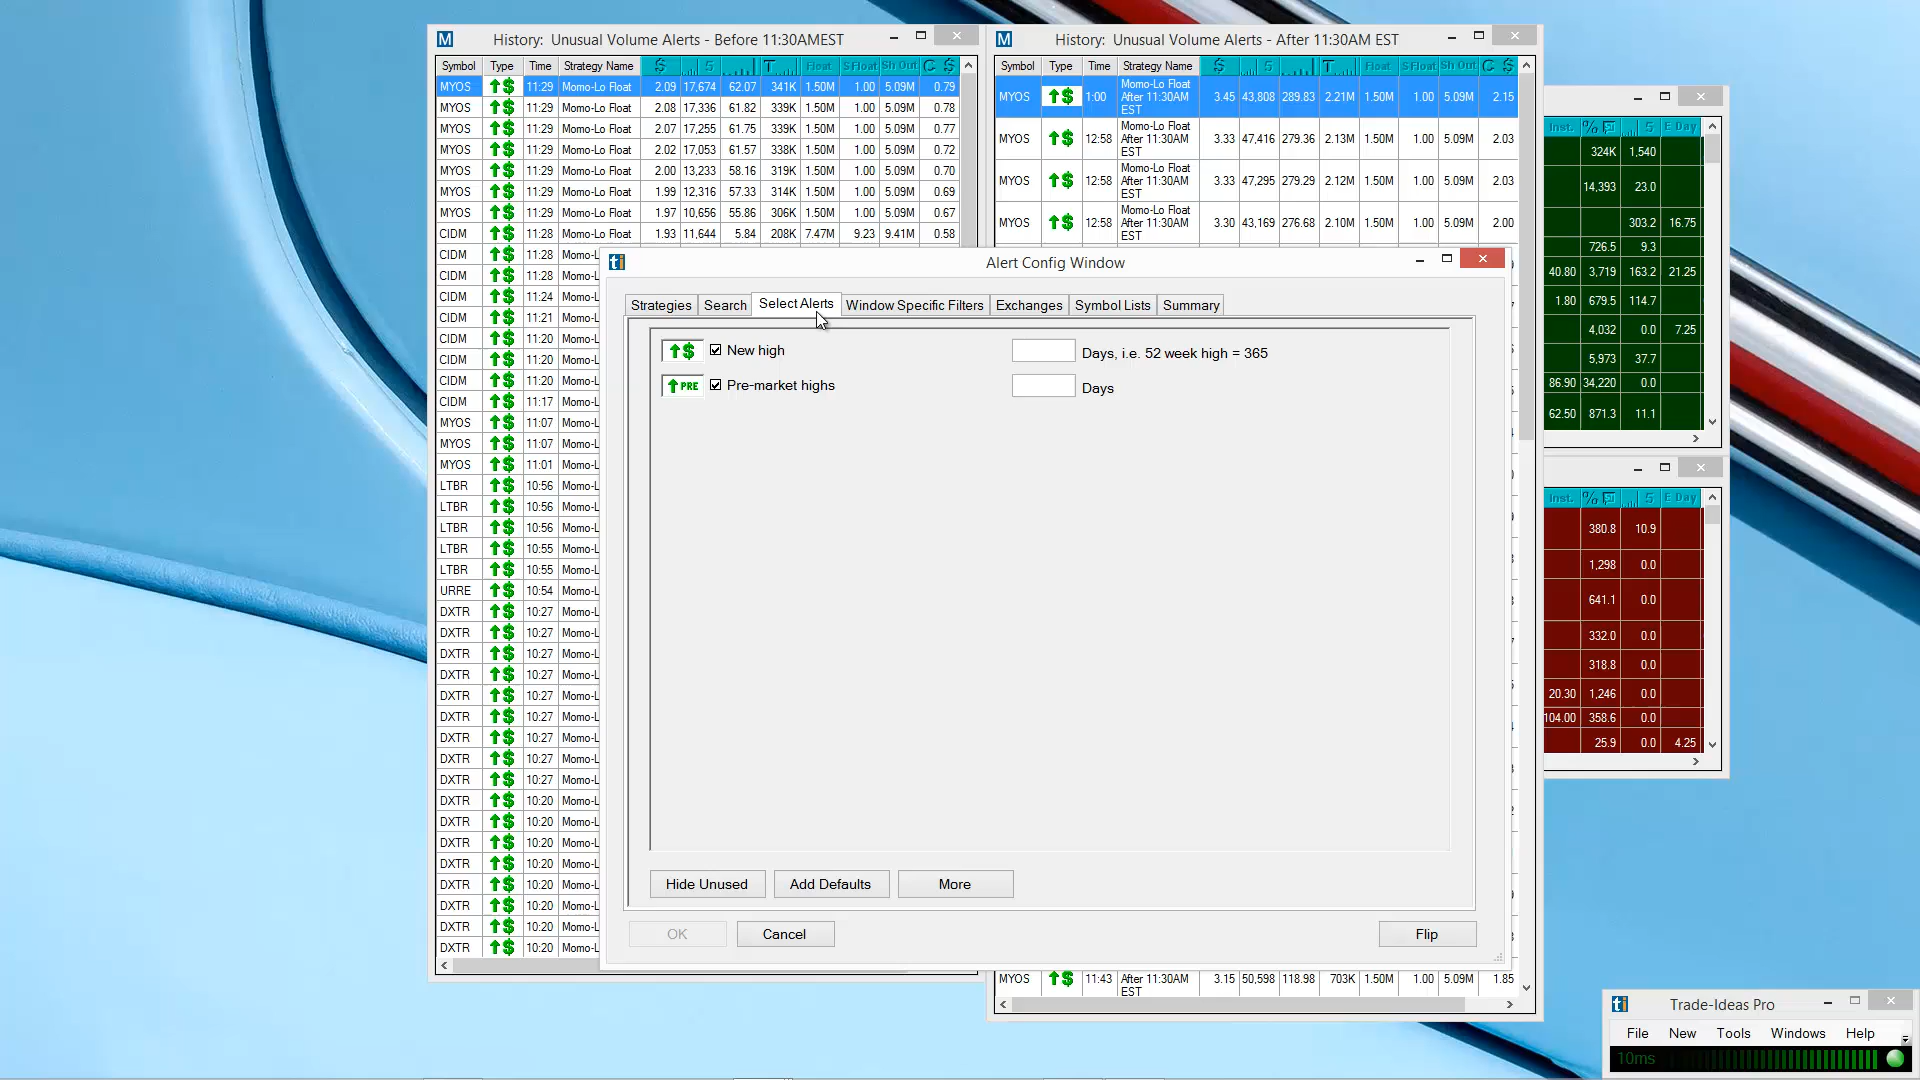 History: Unusual Volume Alerts - Before 11:30AMEST
Symbol Type Time Strategy Name $ 5 T Float S Float Sh Out C $
MYOS 11:29 Momo-Lo Float 2.09 17,674 62.07 341K 1.50M 1.00 5.09M 0.79
MYOS 11:29 Momo-Lo Float 2.08 17,336 61.82 339K 1.50M 1.00 5.09M 0.78
MYOS 11:29 Momo-Lo Float 2.07 17,255 61.75 339K 1.50M 1.00 5.09M 0.77
MYOS 11:29 Momo-Lo Float 2.02 17,053 61.57 338K 1.50M 1.00 5.09M 0.72
MYOS 11:29 Momo-Lo Float 2.00 13,233 58.16 319K 1.50M 1.00 5.09M 0.70
MYOS 11:29 Momo-Lo Float 1.99 12,316 57.33 314K 1.50M 1.00 5.09M 0.69
MYOS 11:29 Momo-Lo Float 1.97 10,656 55.86 306K 1.50M 1.00 5.09M 0.67
CIDM 11:28 Momo-Lo Float 1.93 11,644 5.84 208K 7.47M 9.23 9.41M 0.58
CIDM 11:28 Momo-L
CIDM 11:28 Momo-L
CIDM 11:24 Momo-L
CIDM 11:21 Momo-L
CIDM 11:20 Momo-L
CIDM 11:20 Momo-L
CIDM 11:20 Momo-L
CIDM 11:17 Momo-L
MYOS 11:07 Momo-L
MYOS 11:07 Momo-L
MYOS 11:01 Momo-L
LTBR 10:56 Momo-L
LTBR 10:56 Momo-L
LTBR 10:56 Momo-L
LTBR 10:55 Momo-L
LTBR 10:55 Momo-L
URRE 10:54 Momo-L
DXTR 10:27 Momo-L
DXTR 10:27 Momo-L
DXTR 10:27 Momo-L
DXTR 10:27 Momo-L
DXTR 10:27 Momo-L
DXTR 10:27 Momo-L
DXTR 10:27 Momo-L
DXTR 10:27 Momo-L
DXTR 10:27 Momo-L
DXTR 10:20 Momo-L
DXTR 10:20 Momo-L
DXTR 10:20 Momo-L
DXTR 10:20 Momo-L
DXTR 10:20 Momo-L
DXTR 10:20 Momo-L
DXTR 10:20 Momo-L
DXTR 10:20 Momo-L
History: Unusual Volume Alerts - After 11:30AM EST
Symbol Type Time Strategy Name $ 5 T Float S Float Sh Out C $
MYOS 1:00 Momo-Lo Float After 11:30AM EST 3.45 43,808 289.83 2.21M 1.50M 1.00 5.09M 2.15
MYOS 12:58 Momo-Lo Float After 11:30AM EST 3.33 47,416 279.36 2.13M 1.50M 1.00 5.09M 2.03
MYOS 12:58 Momo-Lo Float After 11:30AM EST 3.33 47,295 279.29 2.12M 1.50M 1.00 5.09M 2.03
MYOS 12:58 Momo-Lo Float After 11:30AM EST 3.30 43,169 276.68 2.10M 1.50M 1.00 5.09M 2.00
MYOS 11:43 After 11:30AM EST 3.15 50,598 118.98 703K 1.50M 1.00 5.09M 1.85
Inst. % 5 E Day
324K 1,540
14,393 23.0
303.2 16.75
726.5 9.3
40.80 3,719 163.2 21.25
1.80 679.5 114.7
4,032 0.0 7.25
5,973 37.7
86.90 34,220 0.0
62.50 871.3 11.1
Inst. % 5 E Day
380.8 10.9
1,298 0.0
641.1 0.0
332.0 0.0
318.8 0.0
20.30 1,246 0.0
104.00 358.6 0.0
25.9 0.0 4.25
ti Alert Config Window
Strategies Search Select Alerts Window Specific Filters Exchanges Symbol Lists Summary
$ New high Days, i.e. 52 week high = 365
PRE Pre-market highs Days
Hide Unused Add Defaults More
OK Cancel Flip
ti Trade-Ideas Pro
File New Tools Windows Help
10ms